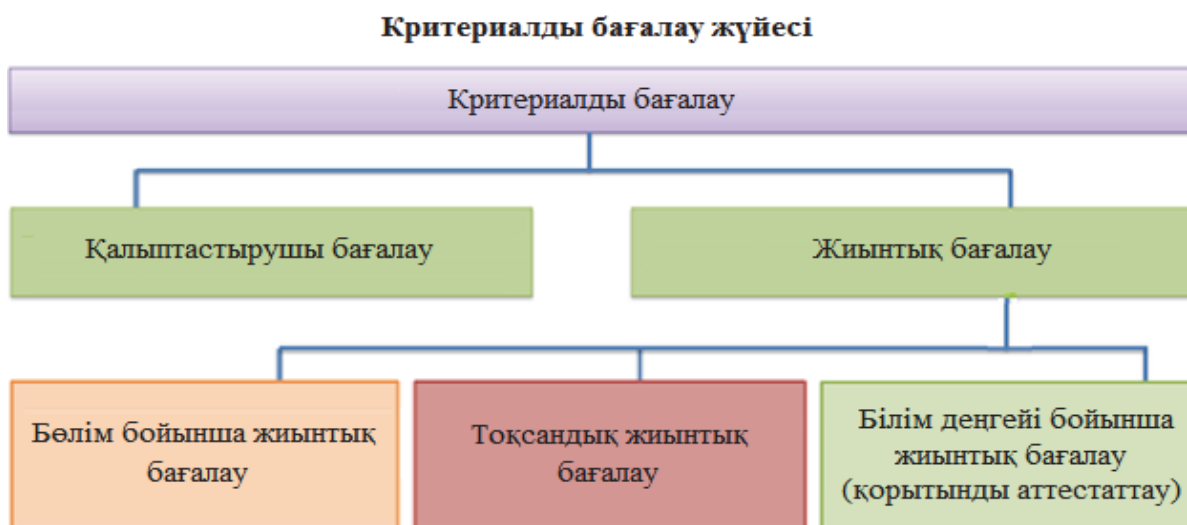 Критериалды бағалау жүйесі
Критериалды бағалау
Қалыптастырушы бағалау
Жиынтық бағалау
Бөлім бойынша жиынтық
бағалау
Тоқсандық жиынтық
бағалау
Білім деңгейі бойынша
жиынтық бағалау
(қорытынды аттестаттау)